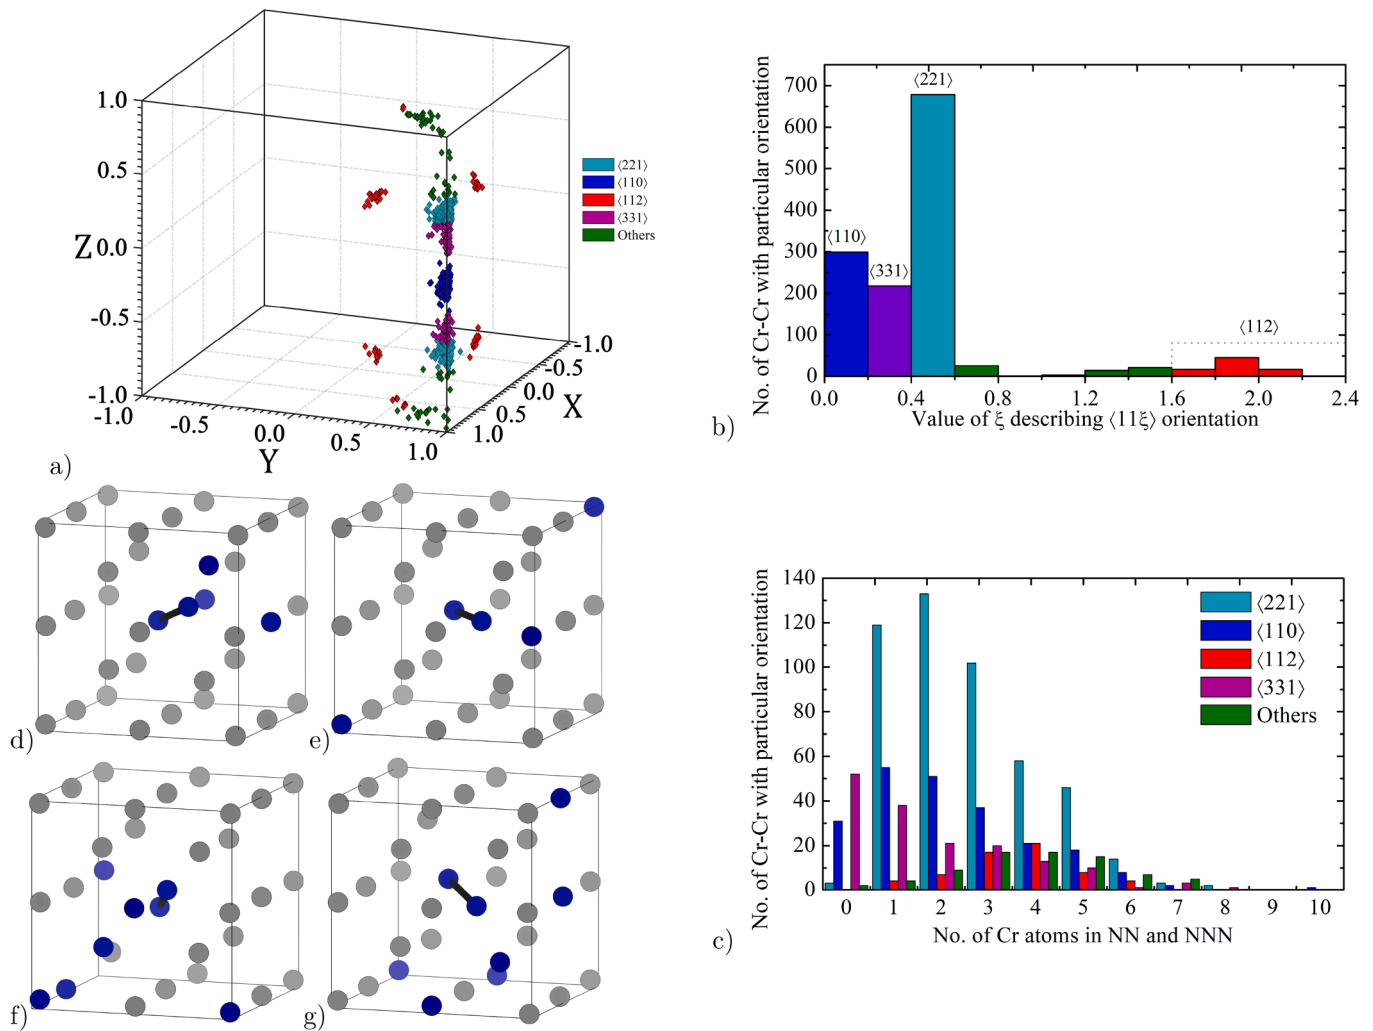 1.0
0.5
Z 0.0
-0.5
-1.0
-1.0
-0.5
0.0
0.5
1.0
Y
-1.0
-0.5
0.0
0.5
1.0
X
⟨221⟩
⟨110⟩
⟨112⟩
⟨331⟩
Others
a)
No. of Cr-Cr with particular orientation
700
600
500
400
300
200
100
0
⟨110⟩
⟨331⟩
⟨221⟩
⟨112⟩
0.0 0.4 0.8 1.2 1.6 2.0 2.4
Value of ξ describing ⟨11ξ⟩ orientation
b)
d)
e)
f)
g)
No. of Cr-Cr with particular orientation
140
120
100
80
60
40
20
0
⟨221⟩
⟨110⟩
⟨112⟩
⟨331⟩
Others
0 1 2 3 4 5 6 7 8 9 10
No. of Cr atoms in NN and NNN
c)